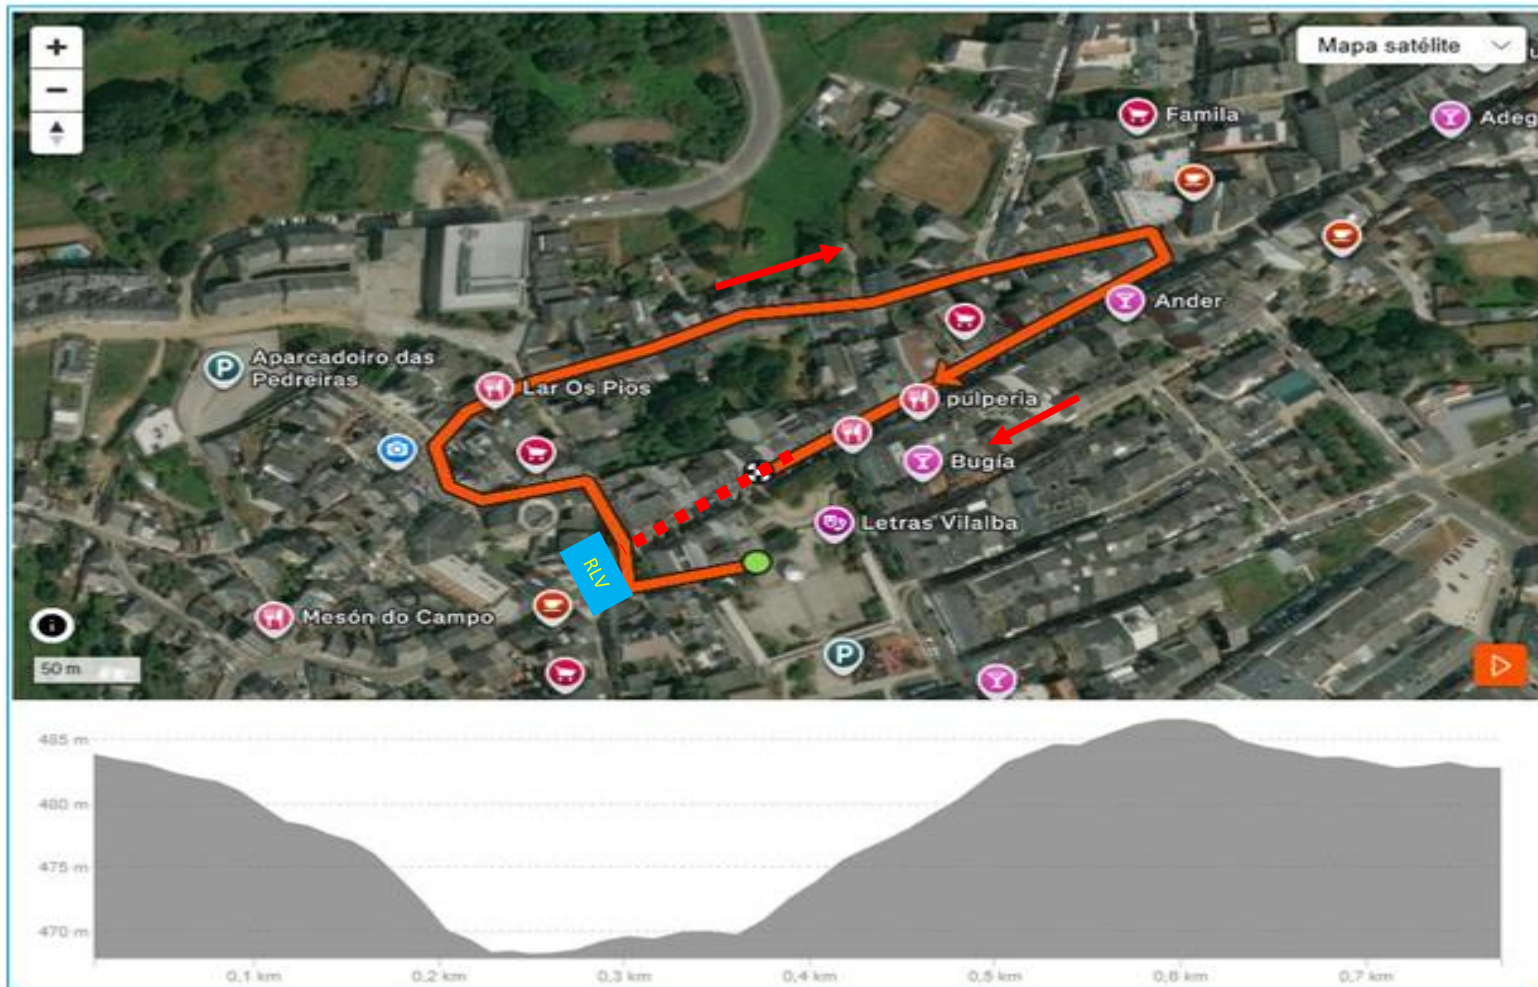 +
Mapa satélite
−
Famila
Adeg
Ander
P
Aparcadoiro das
Pedreiras
Lar Os Pios
pulperia
Bugía
Letras Vilalba
RLV
Mesón do Campo
i
P
50 m
485 m
480 m
475 m
470 m
0,1 km
0,2 km
0,3 km
0,4 km
0,5 km
0,6 km
0,7 km